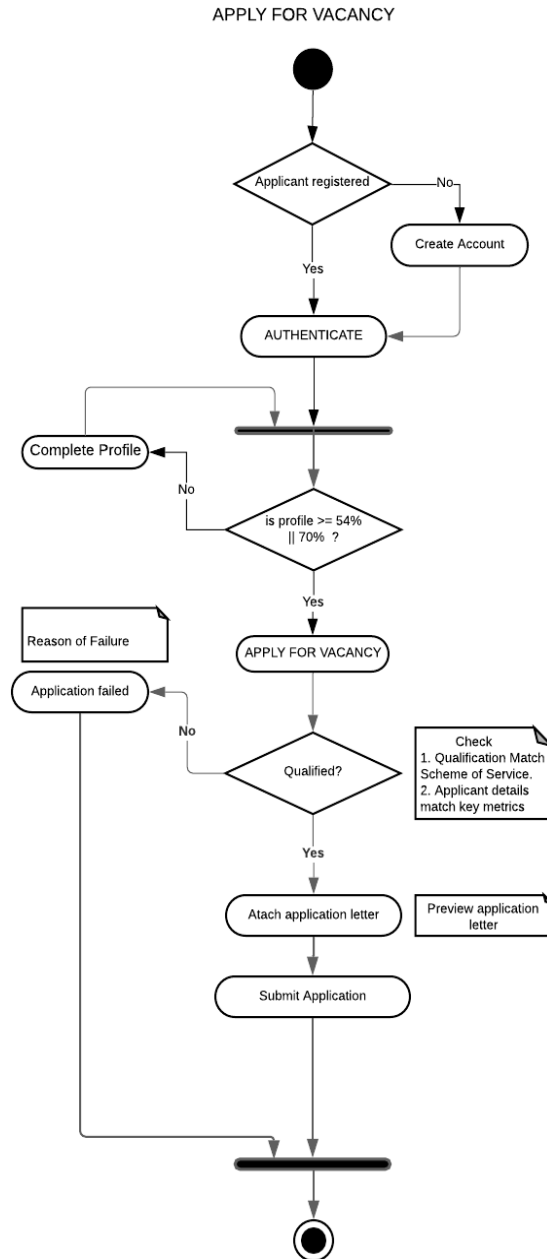 APPLY FOR VACANCY
Applicant registered
No
Create Account
Yes
AUTHENTICATE
Complete Profile
No
is profile >= 54%
|| 70% ?
Yes
Reason of Failure
APPLY FOR VACANCY
Application failed
No
Qualified?
Check
1. Qualification Match
Scheme of Service.
2. Applicant details
match key metrics
Yes
Atach application letter
Preview application
letter
Submit Application